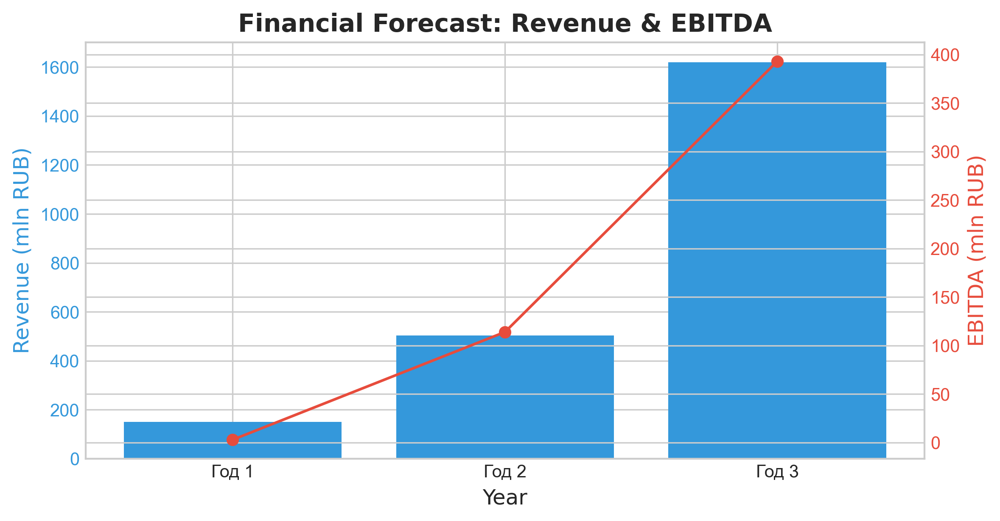 Financial Forecast: Revenue & EBITDA
Revenue (mln RUB)
1600
1400
1200
1000
800
600
400
200
0
400
350
300
250
200
150
100
50
0
EBITDA (mln RUB)
Год 1
Год 2
Год 3
Year